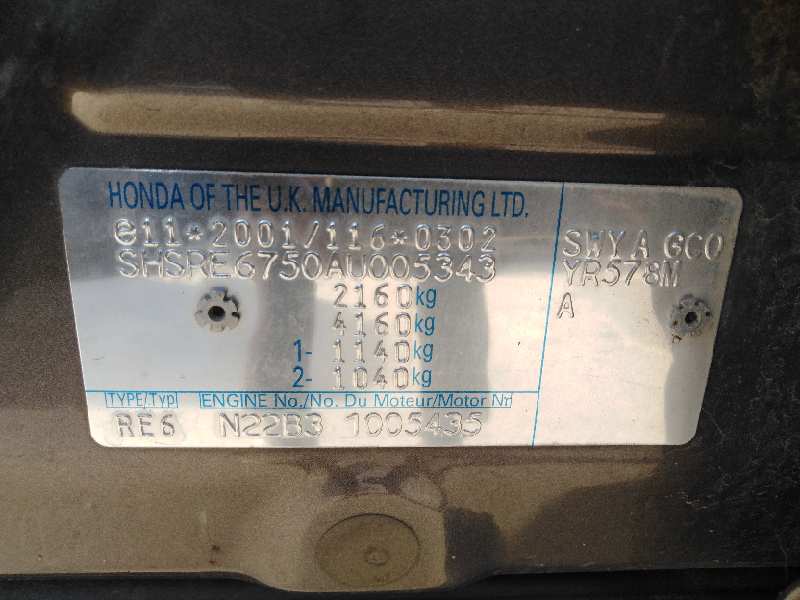 HONDA OF THE U.K. MANUFACTURING LTD.
e11*2001/116*0302
SHSRE6750AU005343
2160kg
4160kg
1- 1140kg
2- 1040kg
TYPE/Typ ENGINE No./No. Du Moteur/Motor Nr
RE6 N22B3 1005435
SWYA GCO
YR578M
A